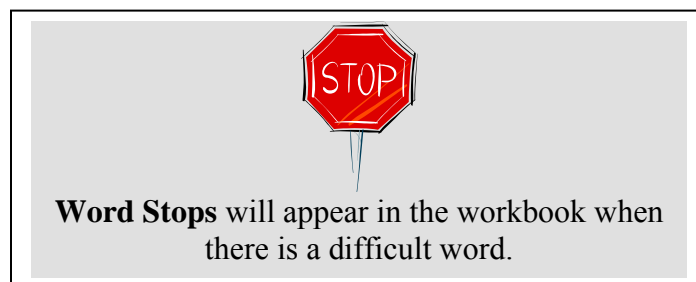 STOP
Word Stops will appear in the workbook when
there is a difficult word.